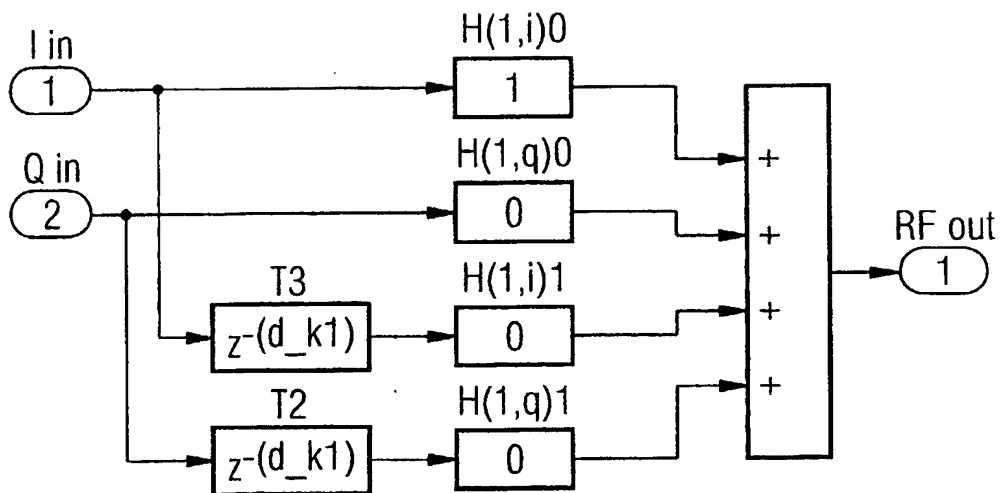 I in
1
H(1,i)0
1
Q in
2
H(1,q)0
0
+
+
+
+
RF out
1
T3
z-(d_k1)
H(1,i)1
0
T2
z-(d_k1)
H(1,q)1
0